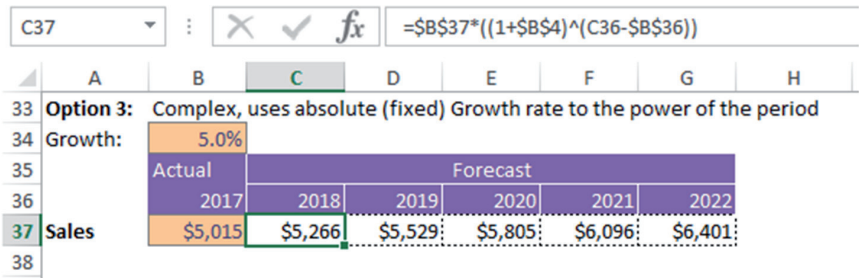 C37 fx =$B$37*((1+$B$4)^(C36-$B$36))
A B C D E F G H
33 Option 3: Complex, uses absolute (fixed) Growth rate to the power of the period
34 Growth: 5.0%
35 Actual Forecast
36 2017 2018 2019 2020 2021 2022
37 Sales $5,015 $5,266 $5,529 $5,805 $6,096 $6,401
38